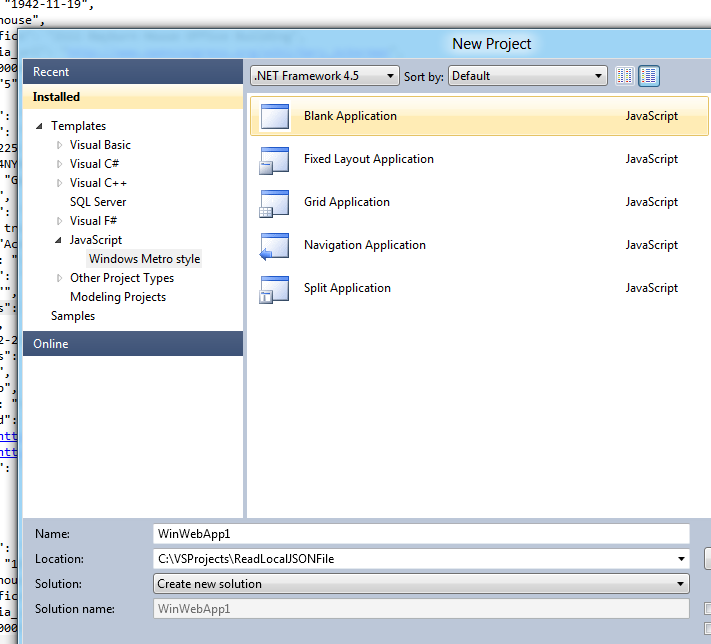 "1942-11-19",
house",
New Project
Recent
Installed
Templates
Visual Basic
Visual C#
Visual C++
SQL Server
Visual F#
JavaScript
Windows Metro style
Other Project Types
Modeling Projects
Samples
Online
.NET Framework 4.5
Sort by:
Default
Blank Application JavaScript
Fixed Layout Application JavaScript
Grid Application JavaScript
Navigation Application JavaScript
Split Application JavaScript
Name: WinWebApp1
Location: C:\VSProjects\ReadLocalJSONFile
Solution: Create new solution
Solution name: WinWebApp1